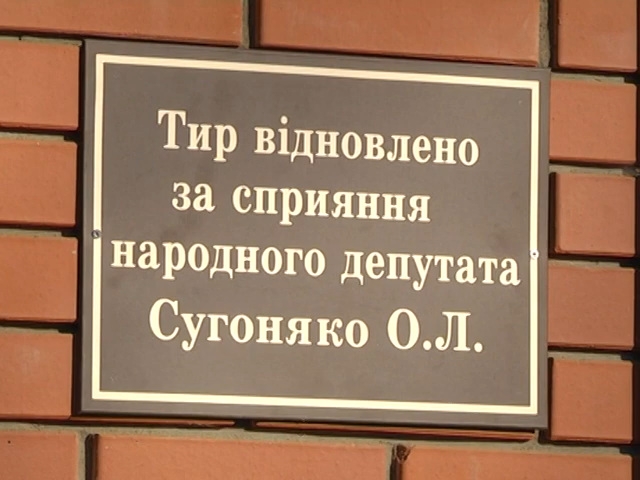 Тир відновлено
за сприяння
народного депутата
Сугоняко О.Л.